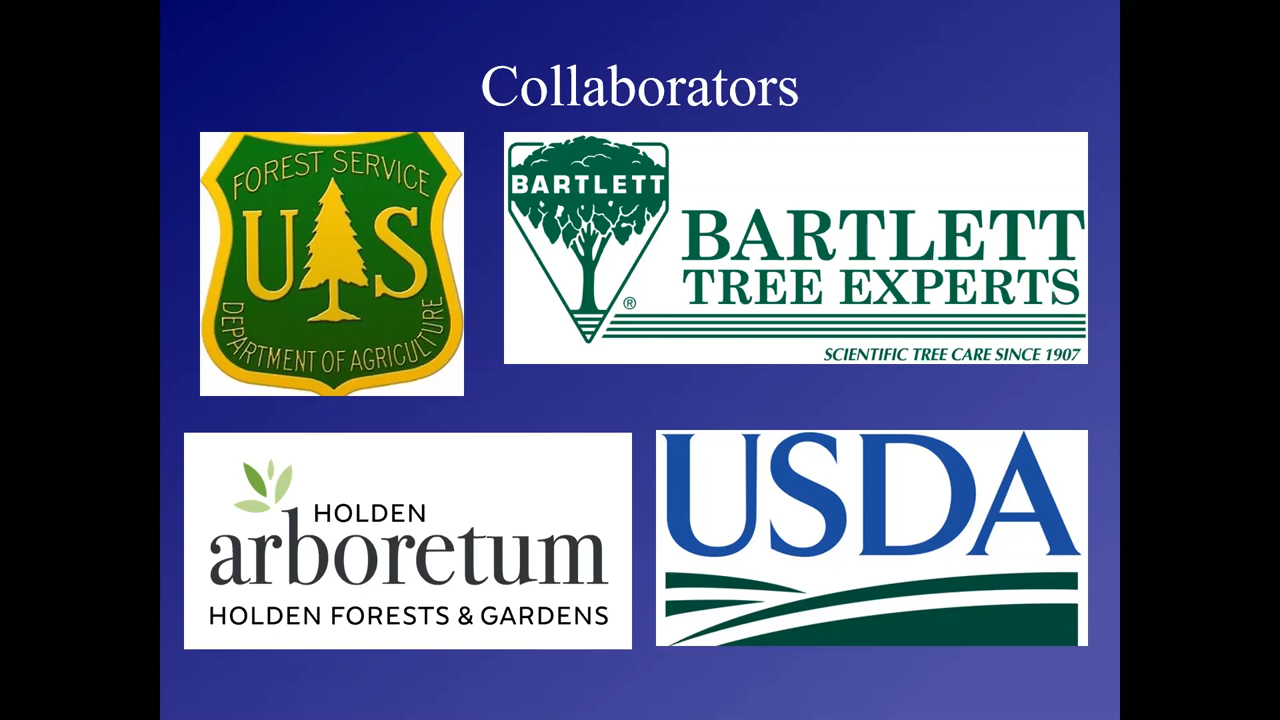 Collaborators
FOREST SERVICE
US
DEPARTMENT OF AGRICULTURE
BARTLETT
®
BARTLETT
TREE EXPERTS
SCIENTIFIC TREE CARE SINCE 1907
HOLDEN
arboretum
HOLDEN FORESTS & GARDENS
USDA